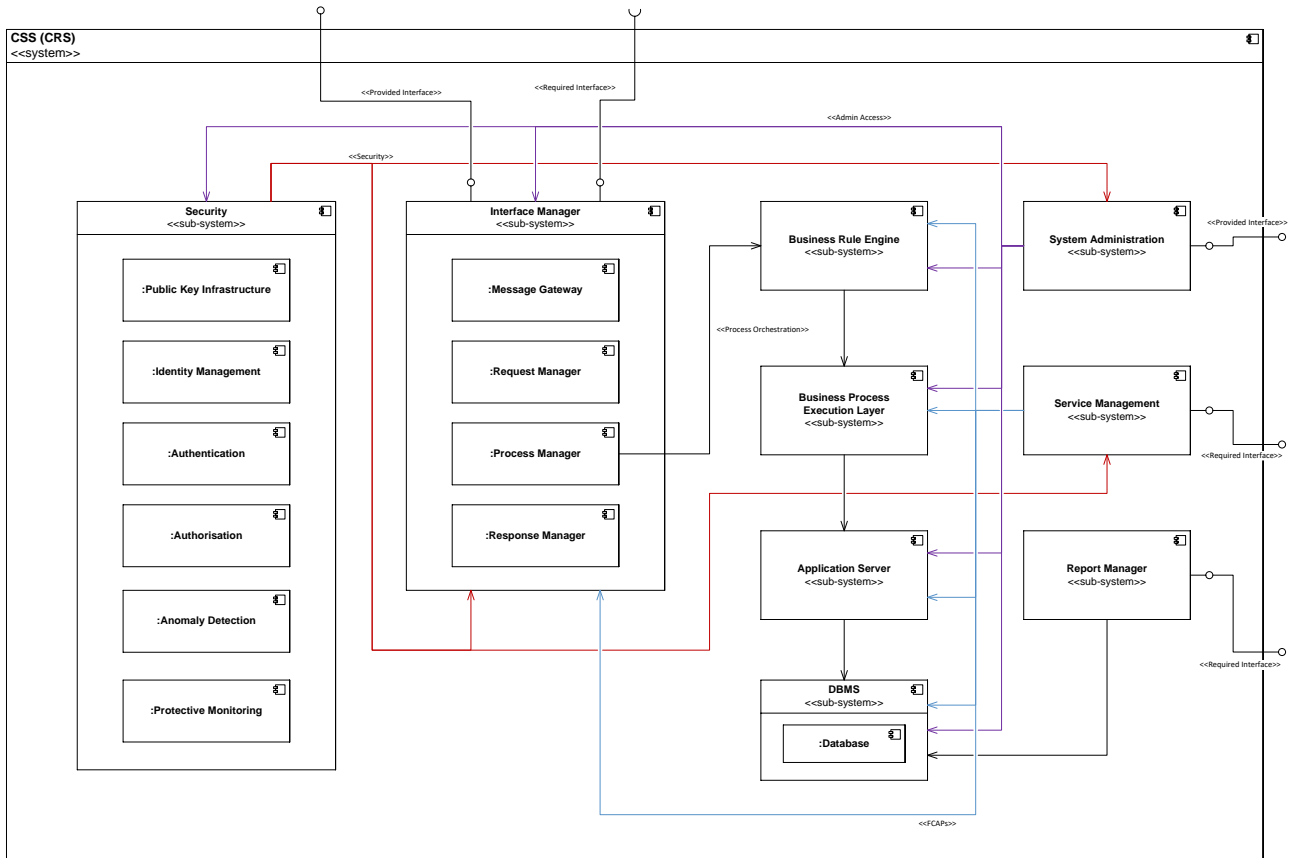 CSS (CRS)
<<system>>
<<Provided Interface>>
<<Required Interface>>
<<Admin Access>>
<<Security>>
Security
<<sub-system>>
:Public Key Infrastructure
:Identity Management
:Authentication
:Authorisation
:Anomaly Detection
:Protective Monitoring
Interface Manager
<<sub-system>>
:Message Gateway
:Request Manager
:Process Manager
:Response Manager
Business Rule Engine
<<sub-system>>
<<Process Orchestration>>
Business Process
Execution Layer
<<sub-system>>
Application Server
<<sub-system>>
DBMS
<<sub-system>>
:Database
System Administration
<<sub-system>>
<<Provided Interface>>
Service Management
<<sub-system>>
<<Required Interface>>
Report Manager
<<sub-system>>
<<Required Interface>>
<<FCAPs>>